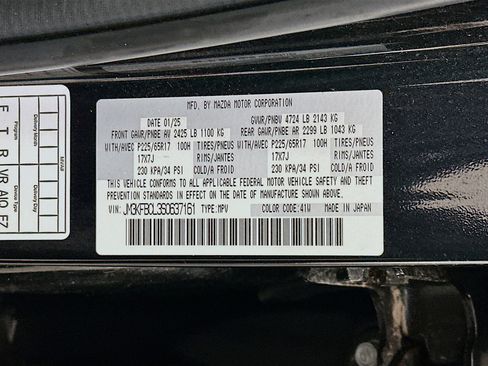 MFD. BY MAZDA MOTOR CORPORATION
DATE 01/25 GVWR/PNBV 4724 LB 2143 KG
FRONT GAWR/PNBE AV 2425 LB 1100 KG REAR GAWR/PNBE AR 2299 LB 1043 KG
WITH/AVEC P225/65R17 100H TIRES/PNEUS WITH/AVEC P225/65R17 100H TIRES/PNEUS
17X7J RIMS/JANTES 17X7J RIMS/JANTES
230 KPA/34 PSI COLD/A FROID 230 KPA/34 PSI COLD/A FROID
THIS VEHICLE CONFORMS TO ALL APPLICABLE FEDERAL MOTOR VEHICLE SAFETY AND THEFT
PREVENTION STANDARDS IN EFFECT ON THE DATE OF MANUFACTURE SHOWN ABOVE.
VIN: JM3KFBCL3S0637161 TYPE: MPV COLOR CODE: 41W MADE IN JAPAN
Delivery Month
Program
Delivery Month